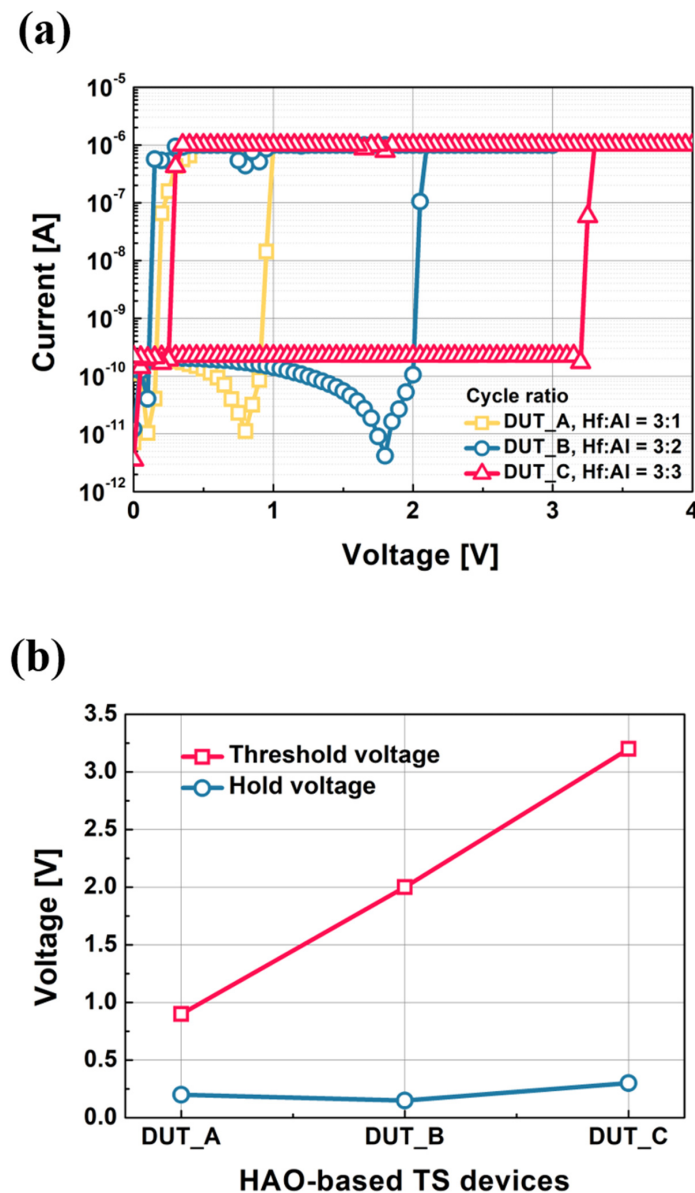 (a)
10⁻⁵
10⁻⁶
10⁻⁷
10⁻⁸
10⁻⁹
10⁻¹⁰
10⁻¹¹
10⁻¹²
Current [A]
Cycle ratio
DUT_A, Hf:Al = 3:1
DUT_B, Hf:Al = 3:2
DUT_C, Hf:Al = 3:3
0 1 2 3 4
Voltage [V]
(b)
3.5
3.0
2.5
2.0
1.5
1.0
0.5
0.0
Voltage [V]
Threshold voltage
Hold voltage
DUT_A DUT_B DUT_C
HAO-based TS devices